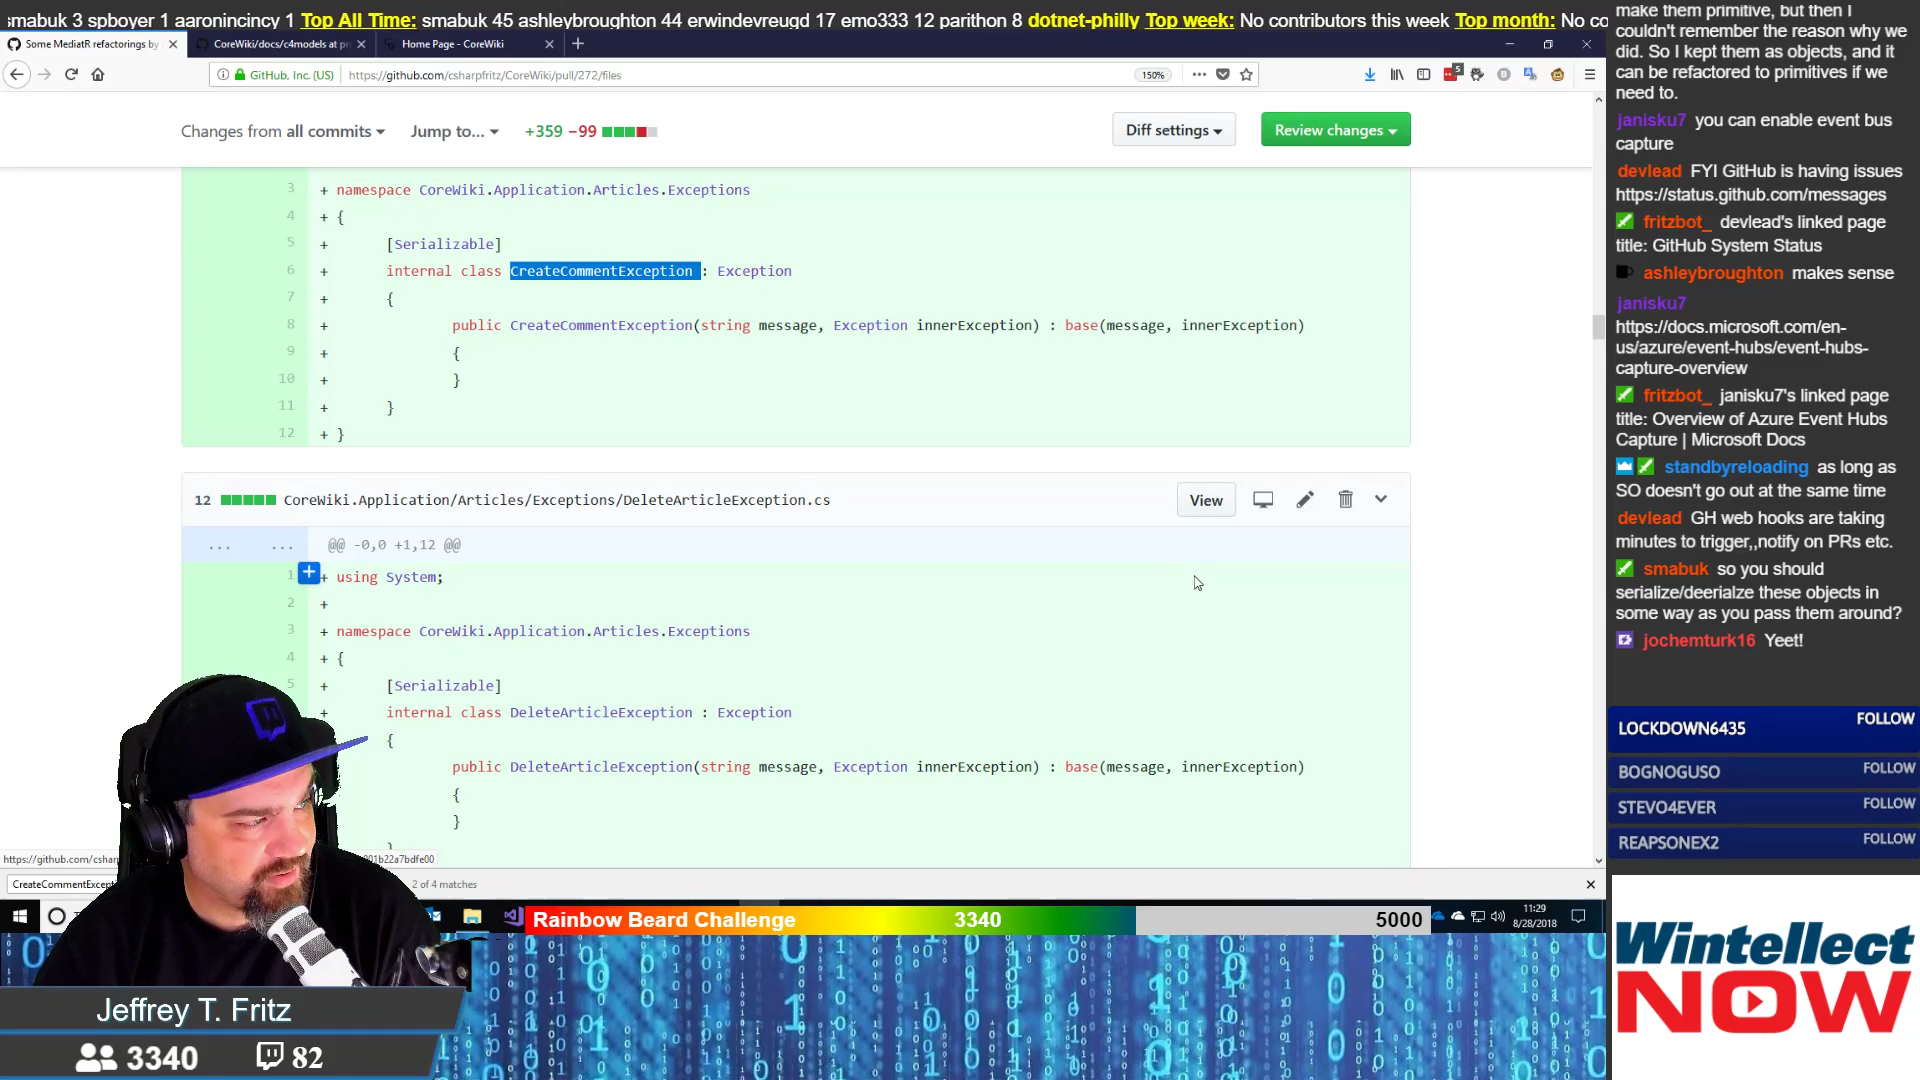 smabuk 3 spboyer 1 aaronincincy 1 Top All Time: smabuk 45 ashleybroughton 44 erwindevreugd 17 emo333 12 parithon 8 dotnet-philly Top week: No contributors this week Top month: No co
Some MediatR refactorings by
CoreWiki/docs/c4models at pr
Home Page - CoreWiki
GitHub, Inc. (US)
https://github.com/csharpfritz/CoreWiki/pull/272/files
150%
5
Changes from all commits
Jump to...
+359 −99
Diff settings
Review changes
3 + namespace CoreWiki.Application.Articles.Exceptions
4 + {
5 + [Serializable]
6 + internal class CreateCommentException : Exception
7 + {
8 + public CreateCommentException(string message, Exception innerException) : base(message, innerException)
9 + {
10 + }
11 + }
12 + }
12 CoreWiki.Application/Articles/Exceptions/DeleteArticleException.cs
View
... ... @@ -0,0 +1,12 @@
1 + using System;
2 +
3 + namespace CoreWiki.Application.Articles.Exceptions
4 + {
5 + [Serializable]
+ internal class DeleteArticleException : Exception
{
public DeleteArticleException(string message, Exception innerException) : base(message, innerException)
{
}
}
https://github.com/cshar
001b22a7bdfe00
CreateCommentExcept
2 of 4 matches
Rainbow Beard Challenge 3340 5000
11:29
8/28/2018
Jeffrey T. Fritz
3340 82
make them primitive, but then I
couldn't remember the reason why we
did. So I kept them as objects, and it
can be refactored to primitives if we
need to.
janisku7 you can enable event bus
capture
devlead FYI GitHub is having issues
https://status.github.com/messages
fritzbot_ devlead's linked page
title: GitHub System Status
ashleybroughton makes sense
janisku7
https://docs.microsoft.com/en-
us/azure/event-hubs/event-hubs-
capture-overview
fritzbot_ janisku7's linked page
title: Overview of Azure Event Hubs
Capture | Microsoft Docs
standbyreloading as long as
SO doesn't go out at the same time
devlead GH web hooks are taking
minutes to trigger,,notify on PRs etc.
smabuk so you should
serialize/deerialze these objects in
some way as you pass them around?
jochemturk16 Yeet!
LOCKDOWN6435 FOLLOW
BOGNOGUSO FOLLOW
STEVO4EVER FOLLOW
REAPSONEX2 FOLLOW
Wintellect
NOW